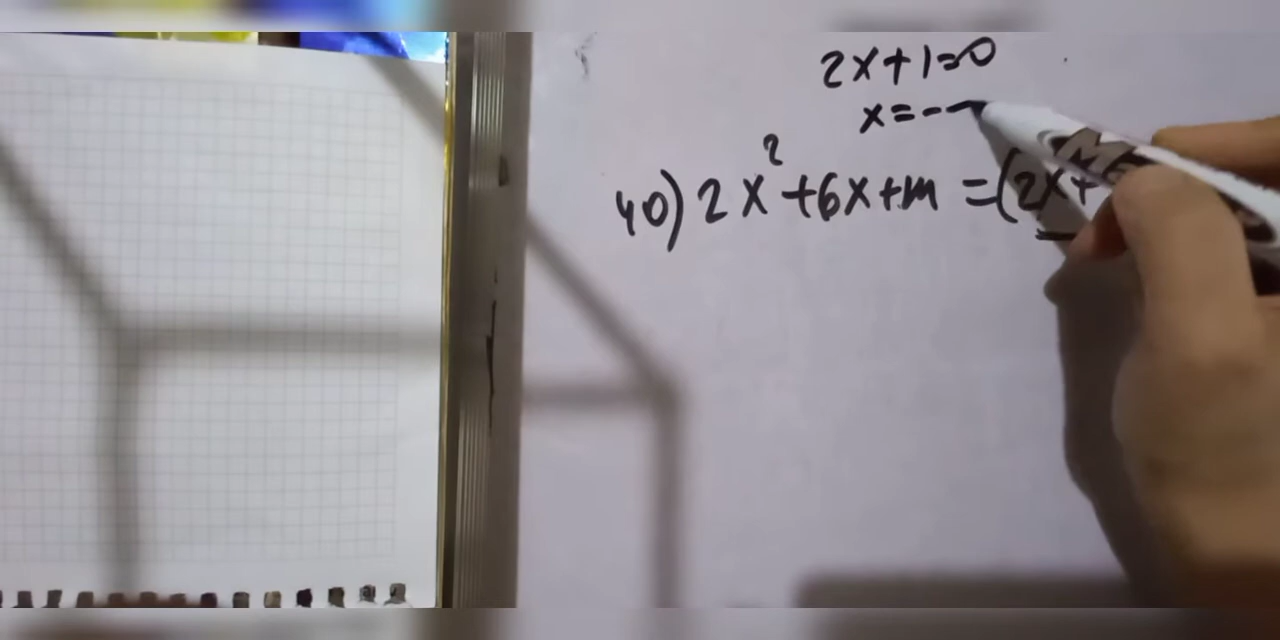 2x+1=0
x=-
40) 2x²+6x+m =(2x+